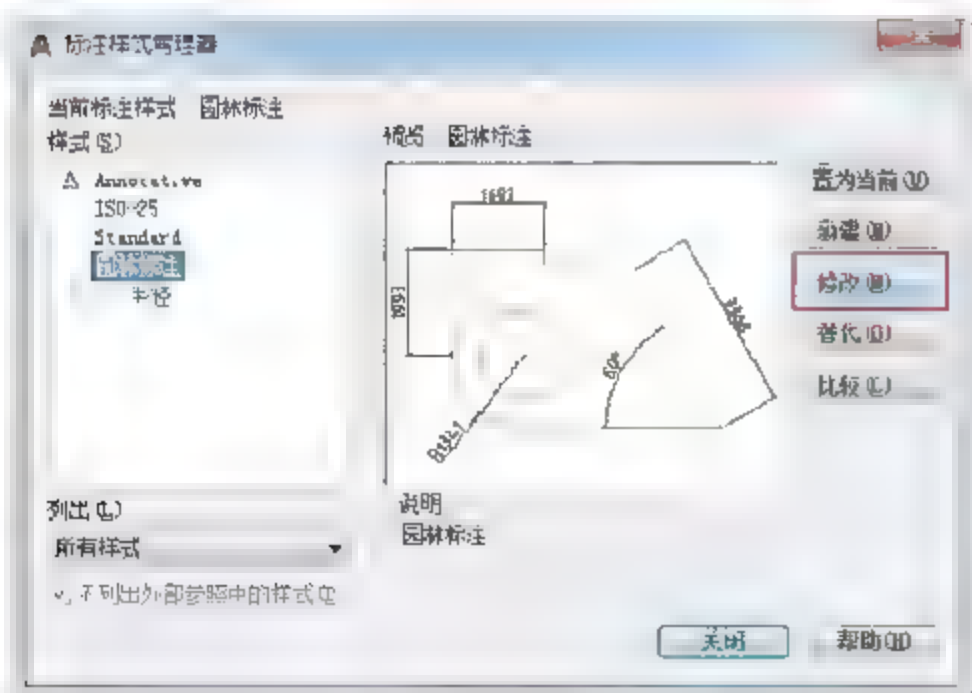 标注样式管理器
当前标注样式 园林标注
样式(S)
Annotative
ISO-25
Standard
园林标注
半径
预览 园林标注
置为当前(U)
新建(N)
修改(M)
替代(O)
比较(C)
列出(L)
所有样式
不列出外部参照中的样式(D)
说明
园林标注
关闭
帮助(H)